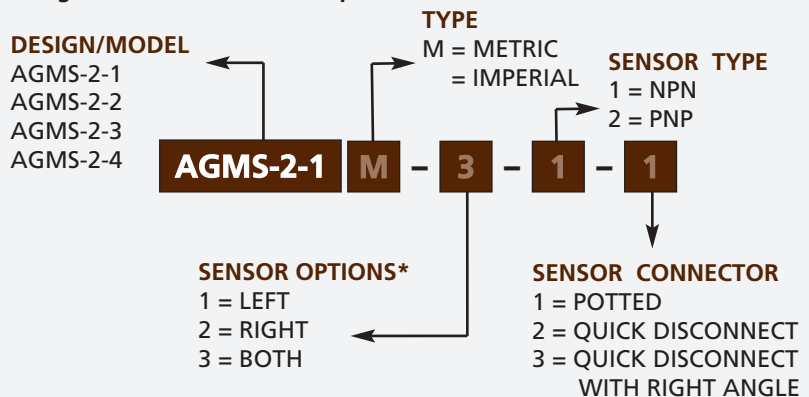 DESIGN/MODEL
AGMS-2-1
AGMS-2-2
AGMS-2-3
AGMS-2-4
TYPE
M = METRIC
= IMPERIAL
SENSOR TYPE
1 = NPN
2 = PNP
AGMS-2-1 M - 3 - 1 - 1
SENSOR OPTIONS*
1 = LEFT
2 = RIGHT
3 = BOTH
SENSOR CONNECTOR
1 = POTTED
2 = QUICK DISCONNECT
3 = QUICK DISCONNECT
WITH RIGHT ANGLE